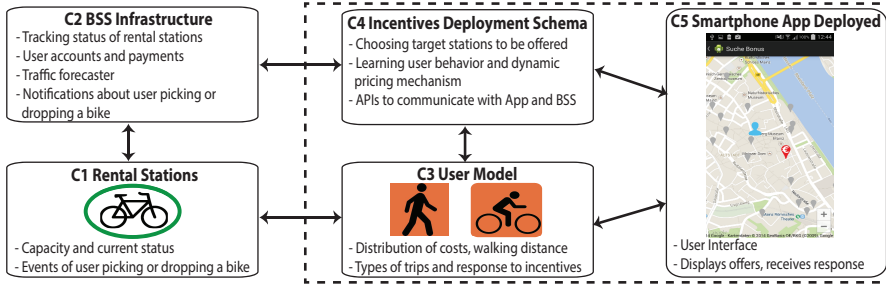 C2 BSS Infrastructure
- Tracking status of rental stations
- User accounts and payments
- Traffic forecaster
- Notifications about user picking or
dropping a bike
C4 Incentives Deployment Schema
- Choosing target stations to be offered
- Learning user behavior and dynamic
pricing mechanism
- APIs to communicate with App and BSS
C5 Smartphone App Deployed
100% 12:44
Suche Bonus
- User Interface
- Displays offers, receives response
C1 Rental Stations
- Capacity and current status
- Events of user picking or dropping a bike
C3 User Model
- Distribution of costs, walking distance
- Types of trips and response to incentives